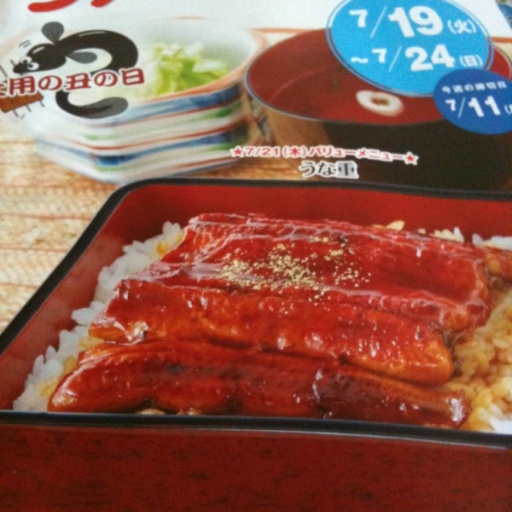 7/19(火)
〜7/24(日)
今週の締切日
7/11
用の丑の日
★7/21(木)バリューメニュー★
うな重